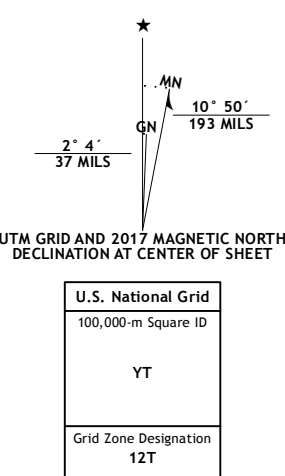 ★
MN
GN
10° 50´
193 MILS
2° 4´
37 MILS
UTM GRID AND 2017 MAGNETIC NORTH
DECLINATION AT CENTER OF SHEET
U.S. National Grid
100,000-m Square ID
YT
Grid Zone Designation
12T